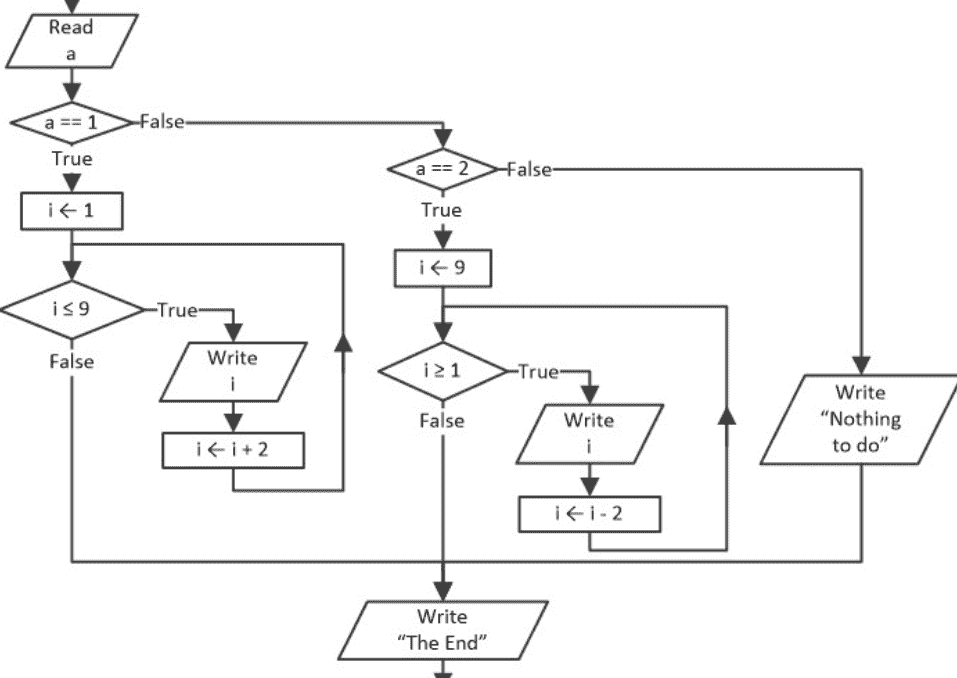 Read
a
a == 1
False
True
a == 2
False
True
i ← 1
i ← 9
i ≤ 9
True
False
Write
i
i ← i + 2
i ≥ 1
True
False
Write
i
i ← i - 2
Write
“Nothing
to do”
Write
“The End”